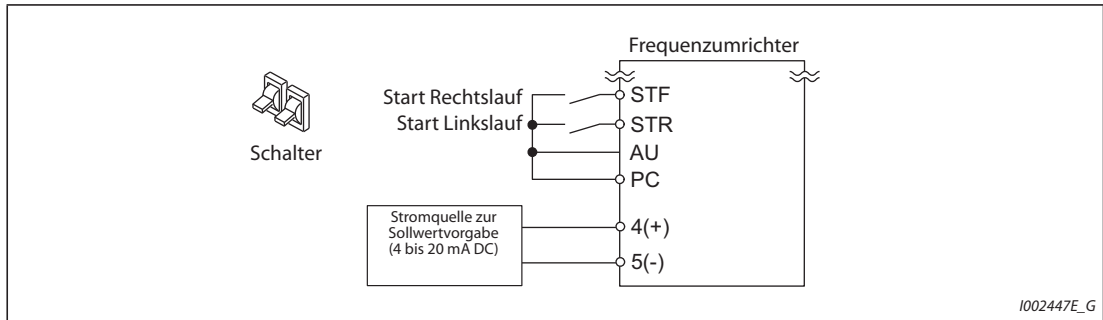 Frequenzumrichter
Start Rechtslauf
STF
Start Linkslauf
STR
AU
PC
Schalter
Stromquelle zur
Sollwertvorgabe
(4 bis 20 mA DC)
4(+)
5(-)
I002447E_G